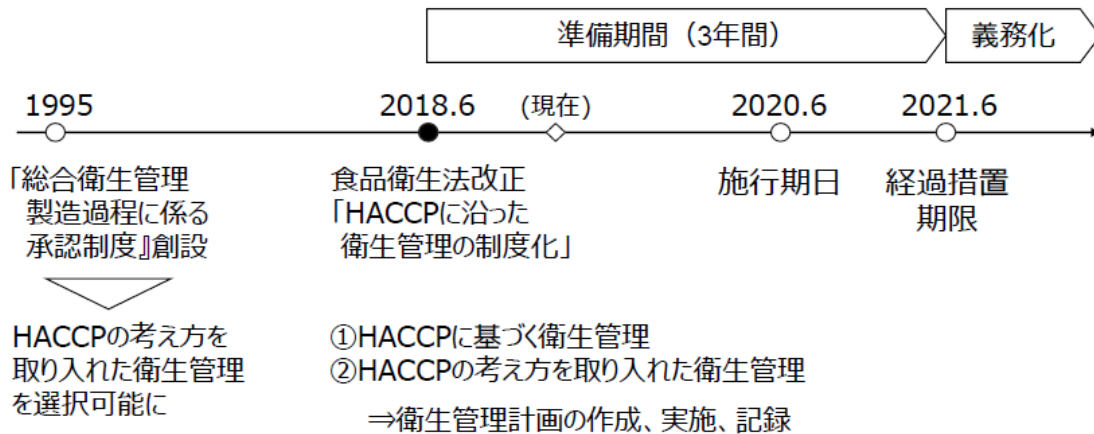 準備期間（3年間）
義務化
1995
2018.6
(現在)
2020.6
2021.6
「総合衛生管理
製造過程に係る
承認制度』創設
食品衛生法改正
「HACCPに沿った
衛生管理の制度化」
施行期日
経過措置
期限
HACCPの考え方を
取り入れた衛生管理
を選択可能に
①HACCPに基づく衛生管理
②HACCPの考え方を取り入れた衛生管理
⇒衛生管理計画の作成、実施、記録